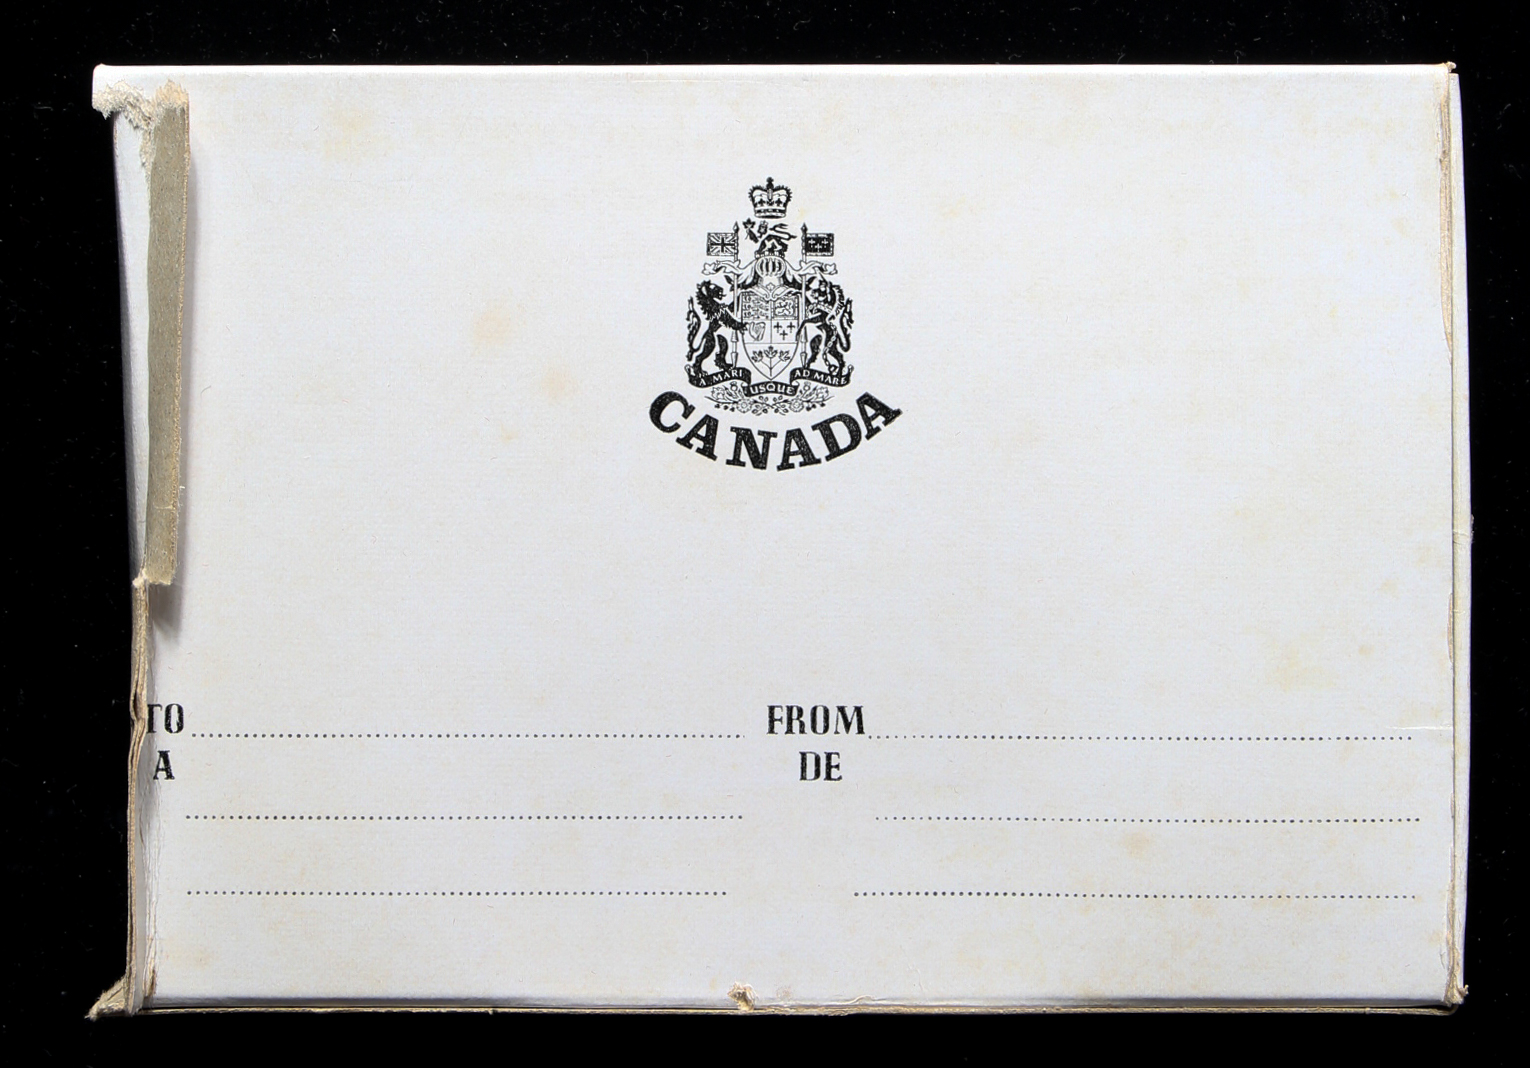 A MARI USQUE AD MARE
CANADA
TO
A
FROM
DE